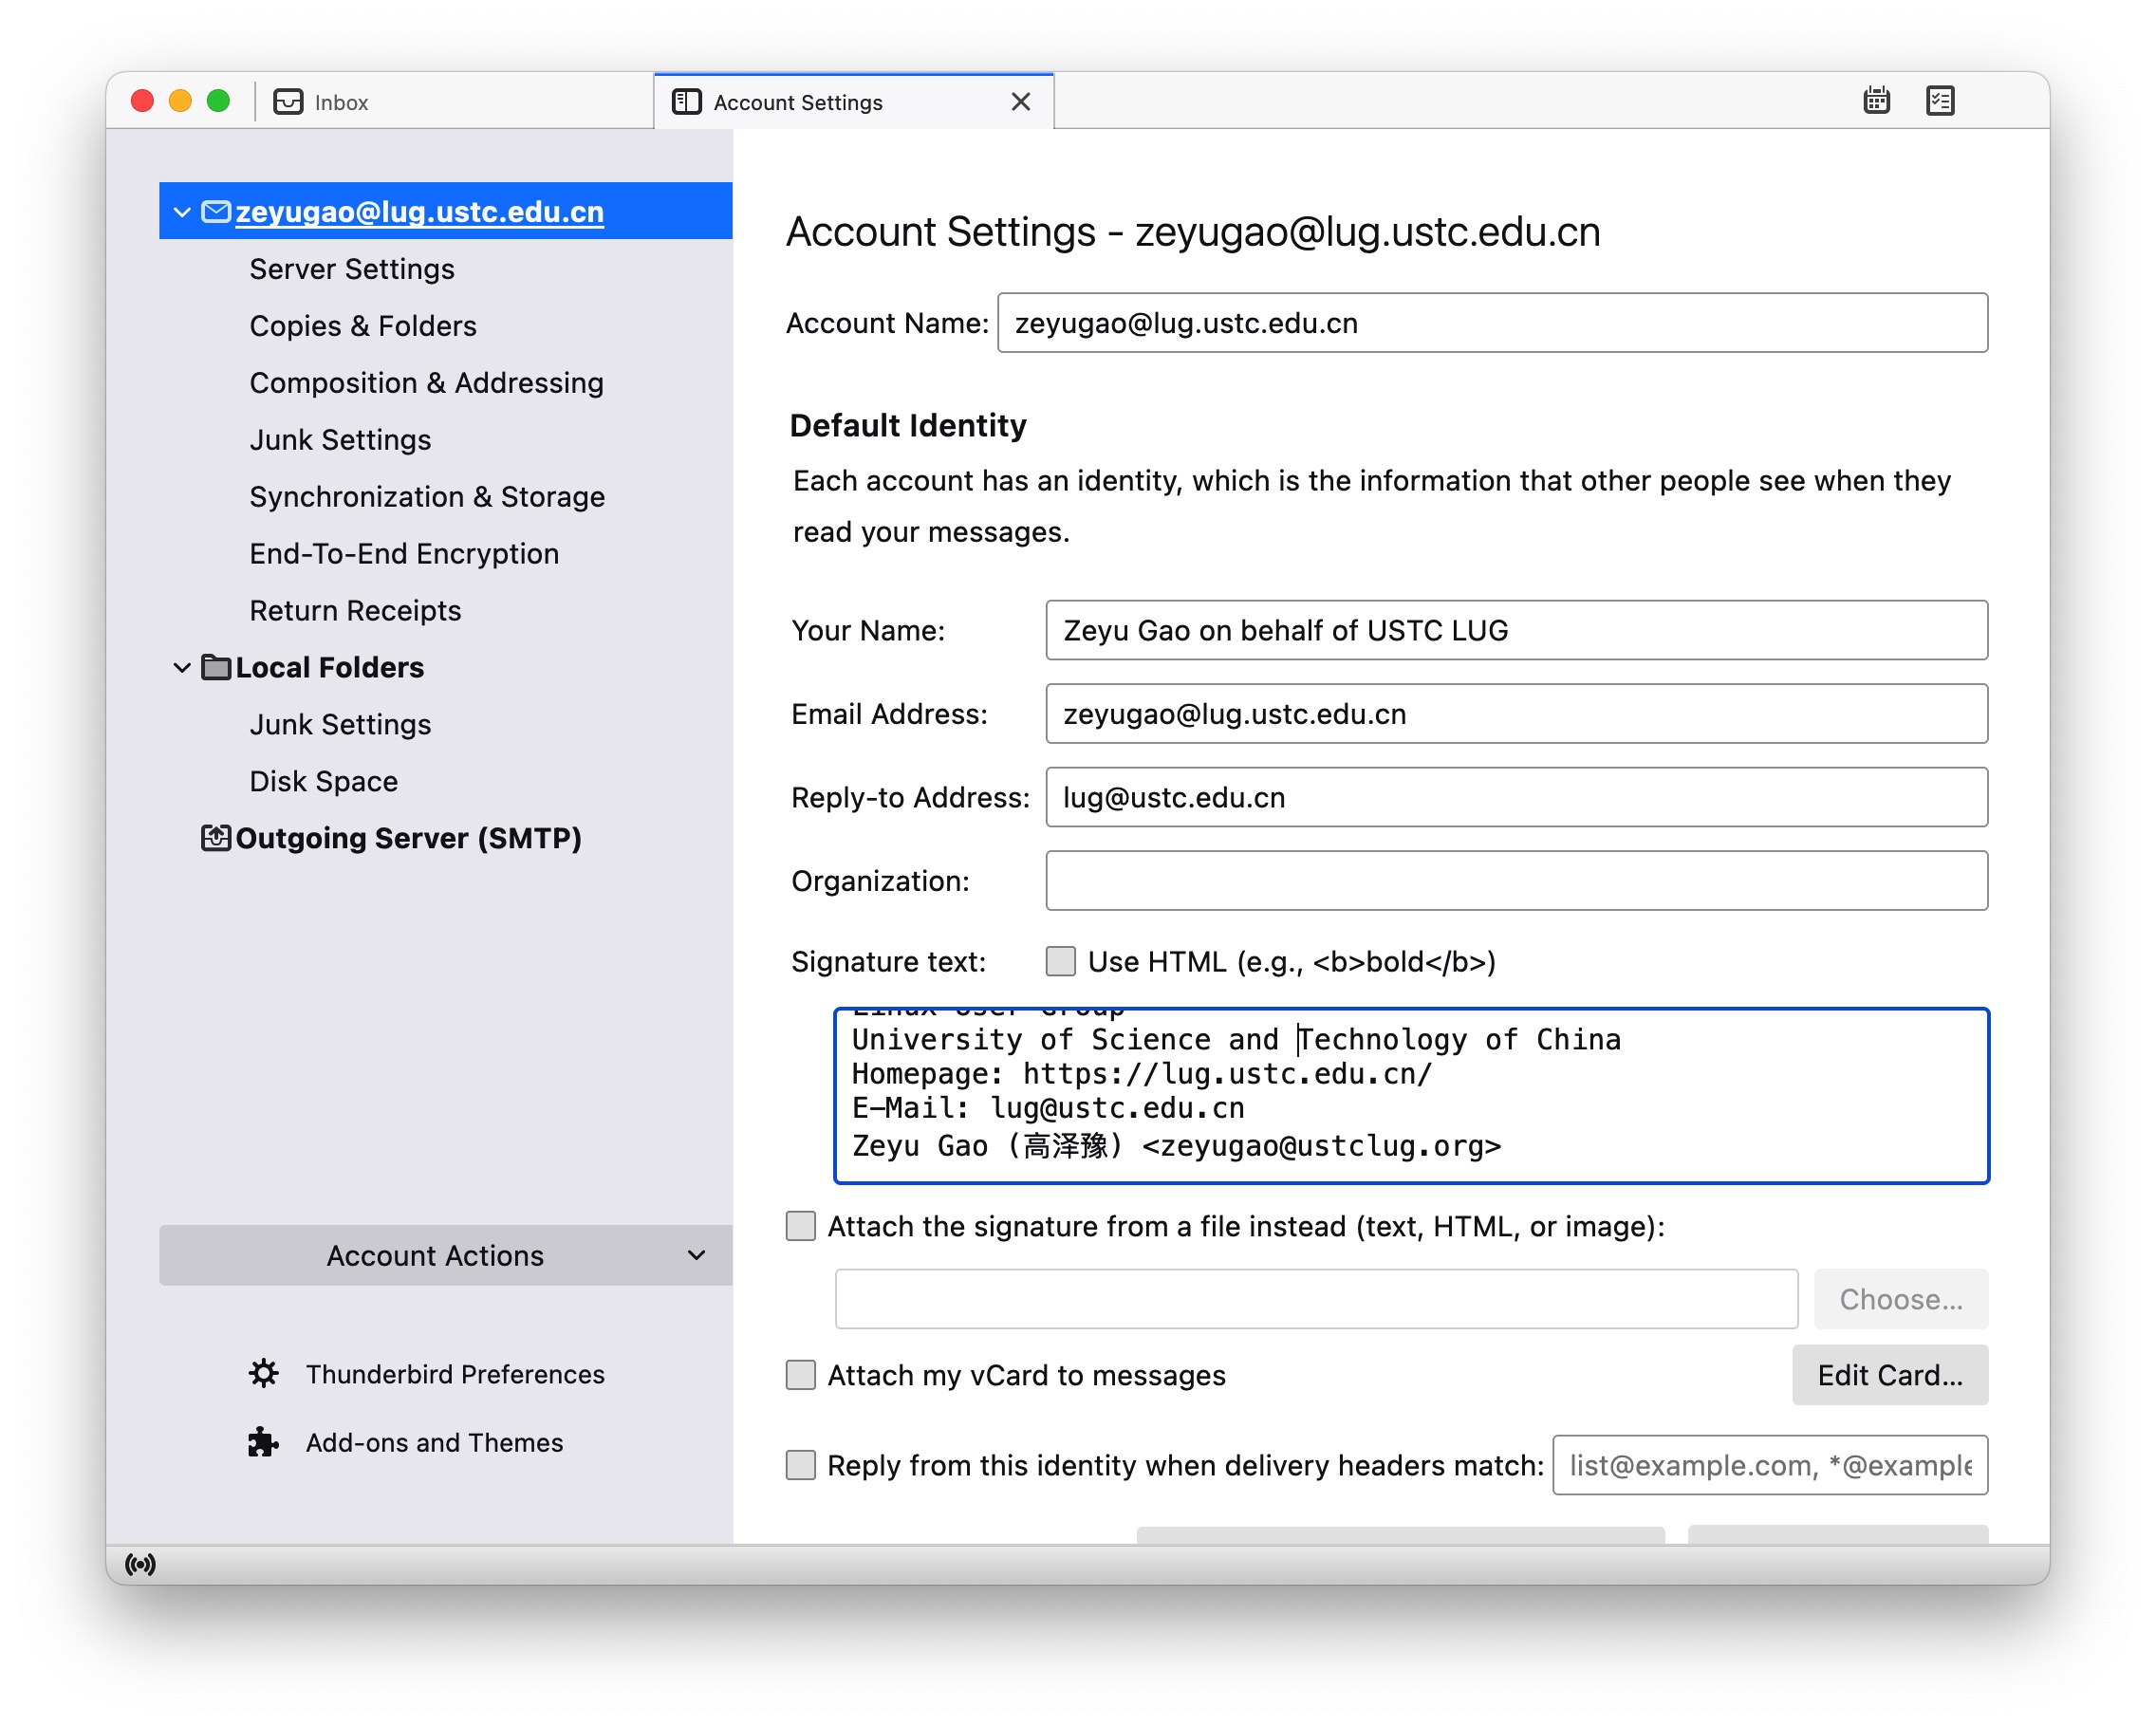 Inbox
Account Settings
zeyugao@lug.ustc.edu.cn
Server Settings
Copies & Folders
Composition & Addressing
Junk Settings
Synchronization & Storage
End-To-End Encryption
Return Receipts
Local Folders
Junk Settings
Disk Space
Outgoing Server (SMTP)
Account Actions
Thunderbird Preferences
Add-ons and Themes
Account Settings - zeyugao@lug.ustc.edu.cn
Account Name: zeyugao@lug.ustc.edu.cn
Default Identity
Each account has an identity, which is the information that other people see when they
read your messages.
Your Name: Zeyu Gao on behalf of USTC LUG
Email Address: zeyugao@lug.ustc.edu.cn
Reply-to Address: lug@ustc.edu.cn
Organization:
Signature text: Use HTML (e.g., <b>bold</b>)
Linux User Group
University of Science and Technology of China
Homepage: https://lug.ustc.edu.cn/
E-Mail: lug@ustc.edu.cn
Zeyu Gao (高泽豫) <zeyugao@ustclug.org>
Attach the signature from a file instead (text, HTML, or image):
Choose...
Attach my vCard to messages
Edit Card...
Reply from this identity when delivery headers match: list@example.com, *@example